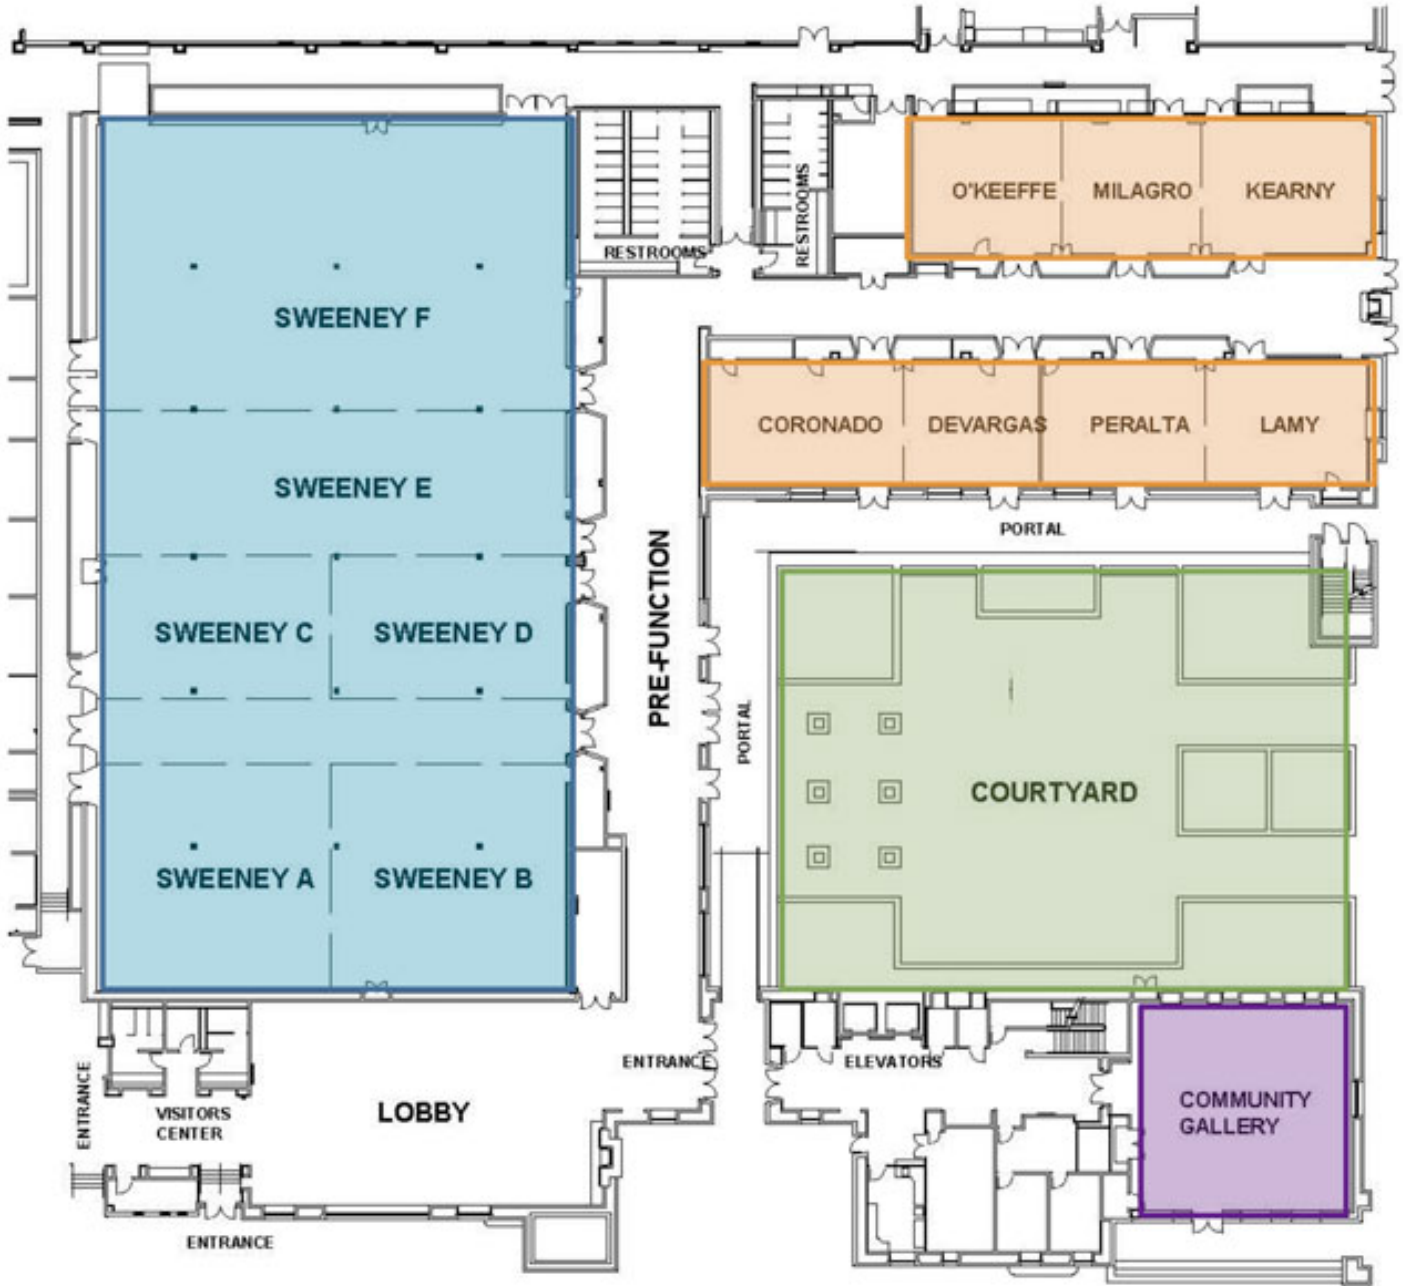 O'KEEFFE
MILAGRO
KEARNY
RESTROOMS
RESTROOMS
SWEENEY F
CORONADO
DEVARGAS
PERALTA
LAMY
SWEENEY E
PORTAL
PRE-FUNCTION
SWEENEY C
SWEENEY D
PORTAL
COURTYARD
SWEENEY A
SWEENEY B
ENTRANCE
ELEVATORS
ENTRANCE
VISITORS
CENTER
LOBBY
COMMUNITY
GALLERY
ENTRANCE